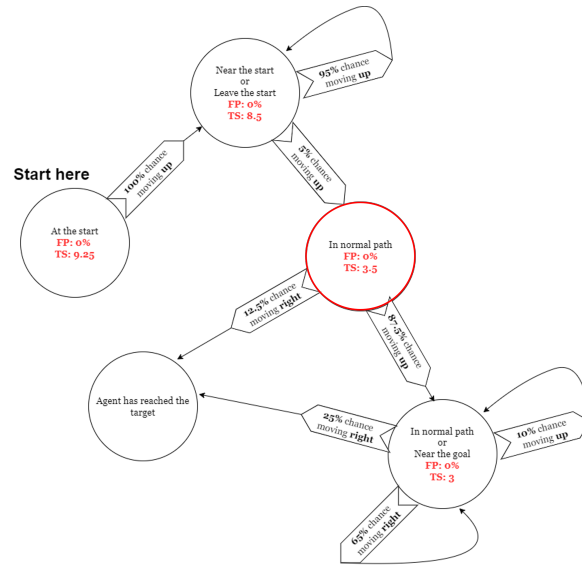 Near the start
or
Leave the start
FP: 0%
TS: 8.5
95% chance
moving up
100% chance
moving up
5% chance
moving up
Start here
At the start
FP: 0%
TS: 9.25
In normal path
FP: 0%
TS: 3.5
12.5% chance
moving right
87.5% chance
moving up
Agent has reached the
target
25% chance
moving right
In normal path
or
Near the goal
FP: 0%
TS: 3
10% chance
moving up
65% chance
moving right